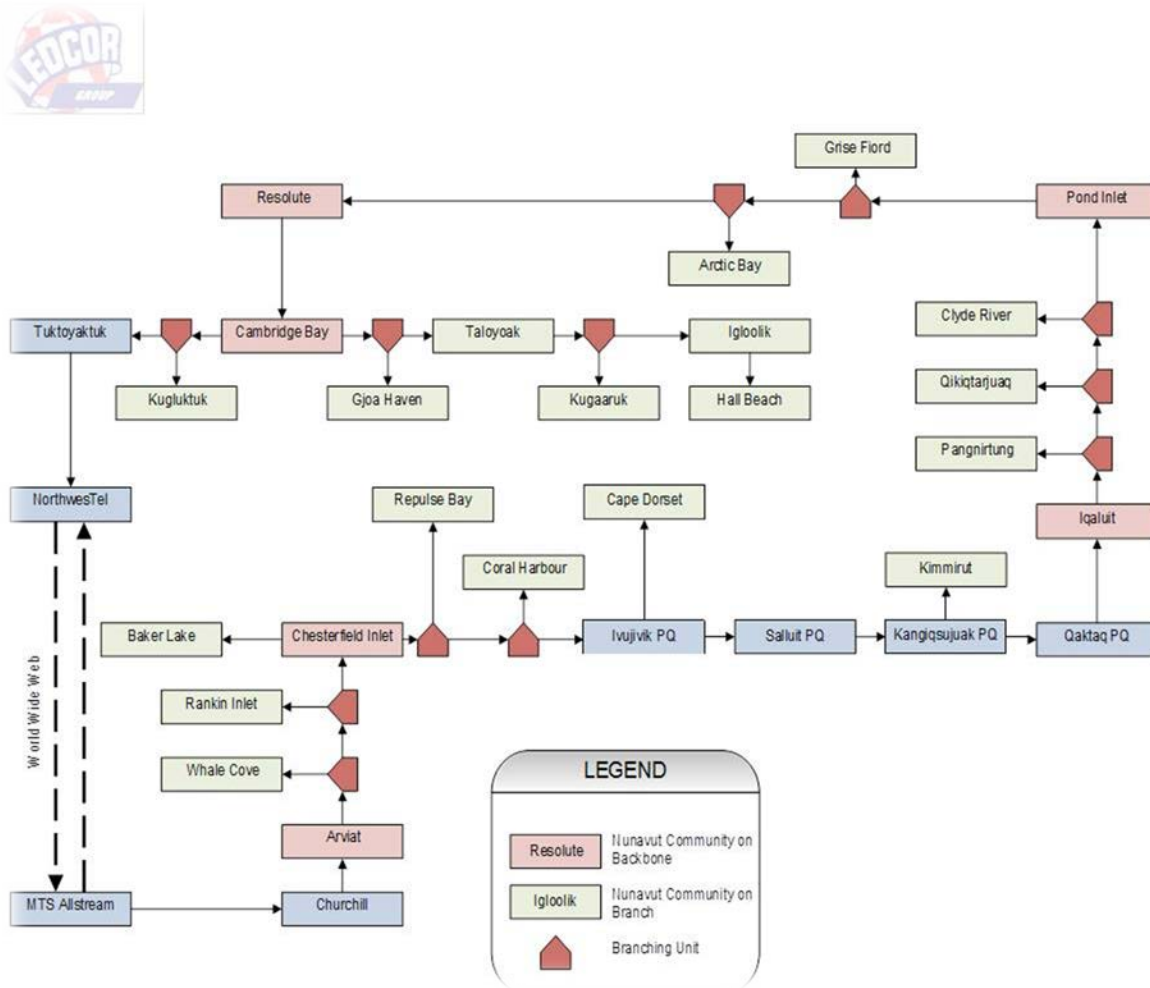 LEDCOR
GROUP
Grise Fiord
Resolute
Pond Inlet
Arctic Bay
Clyde River
Tuktoyaktuk
Cambridge Bay
Taloyoak
Igloolik
Kugluktuk
Gjoa Haven
Kugaaruk
Hall Beach
Qikiqtarjuaq
Pangnirtung
NorthwesTel
Repulse Bay
Cape Dorset
Iqaluit
Coral Harbour
Kimmirut
Baker Lake
Chesterfield Inlet
Ivujivik PQ
Salluit PQ
Kangiqsujuak PQ
Qaktaq PQ
World Wide Web
Rankin Inlet
Whale Cove
LEGEND
Arviat
Resolute
Nunavut Community on
Backbone
MTS Allstream
Churchill
Igloolik
Nunavut Community on
Branch
Branching Unit